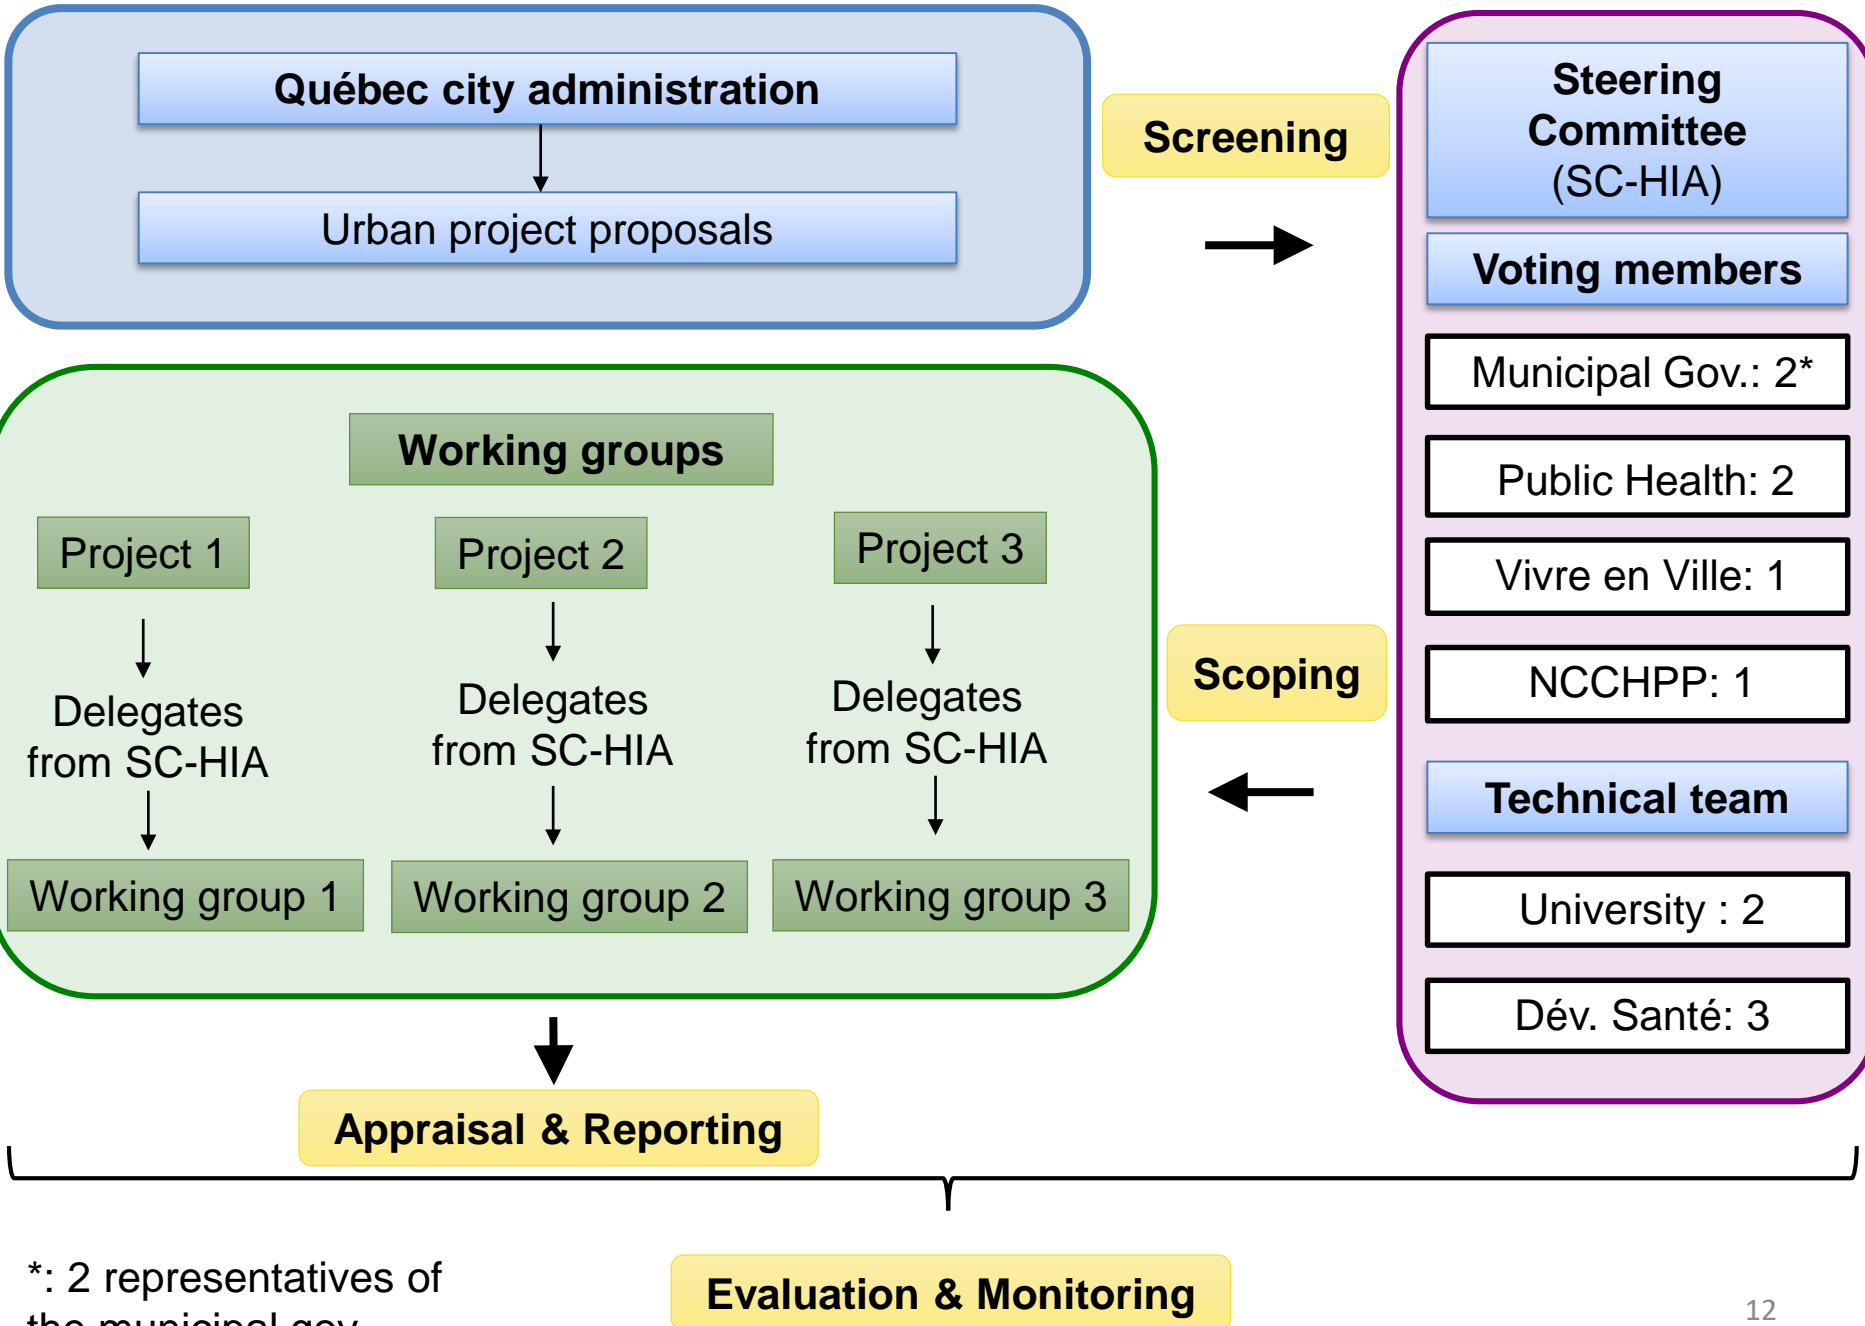 Québec city administration
Urban project proposals
Screening
Steering
Committee
(SC-HIA)
Voting members
Municipal Gov.: 2*
Public Health: 2
Vivre en Ville: 1
NCCHPP: 1
Technical team
University : 2
Dév. Santé: 3
Scoping
Working groups
Project 1
Delegates
from SC-HIA
Working group 1
Project 2
Delegates
from SC-HIA
Working group 2
Project 3
Delegates
from SC-HIA
Working group 3
Appraisal & Reporting
Evaluation & Monitoring
*: 2 representatives of
the municipal gov
12